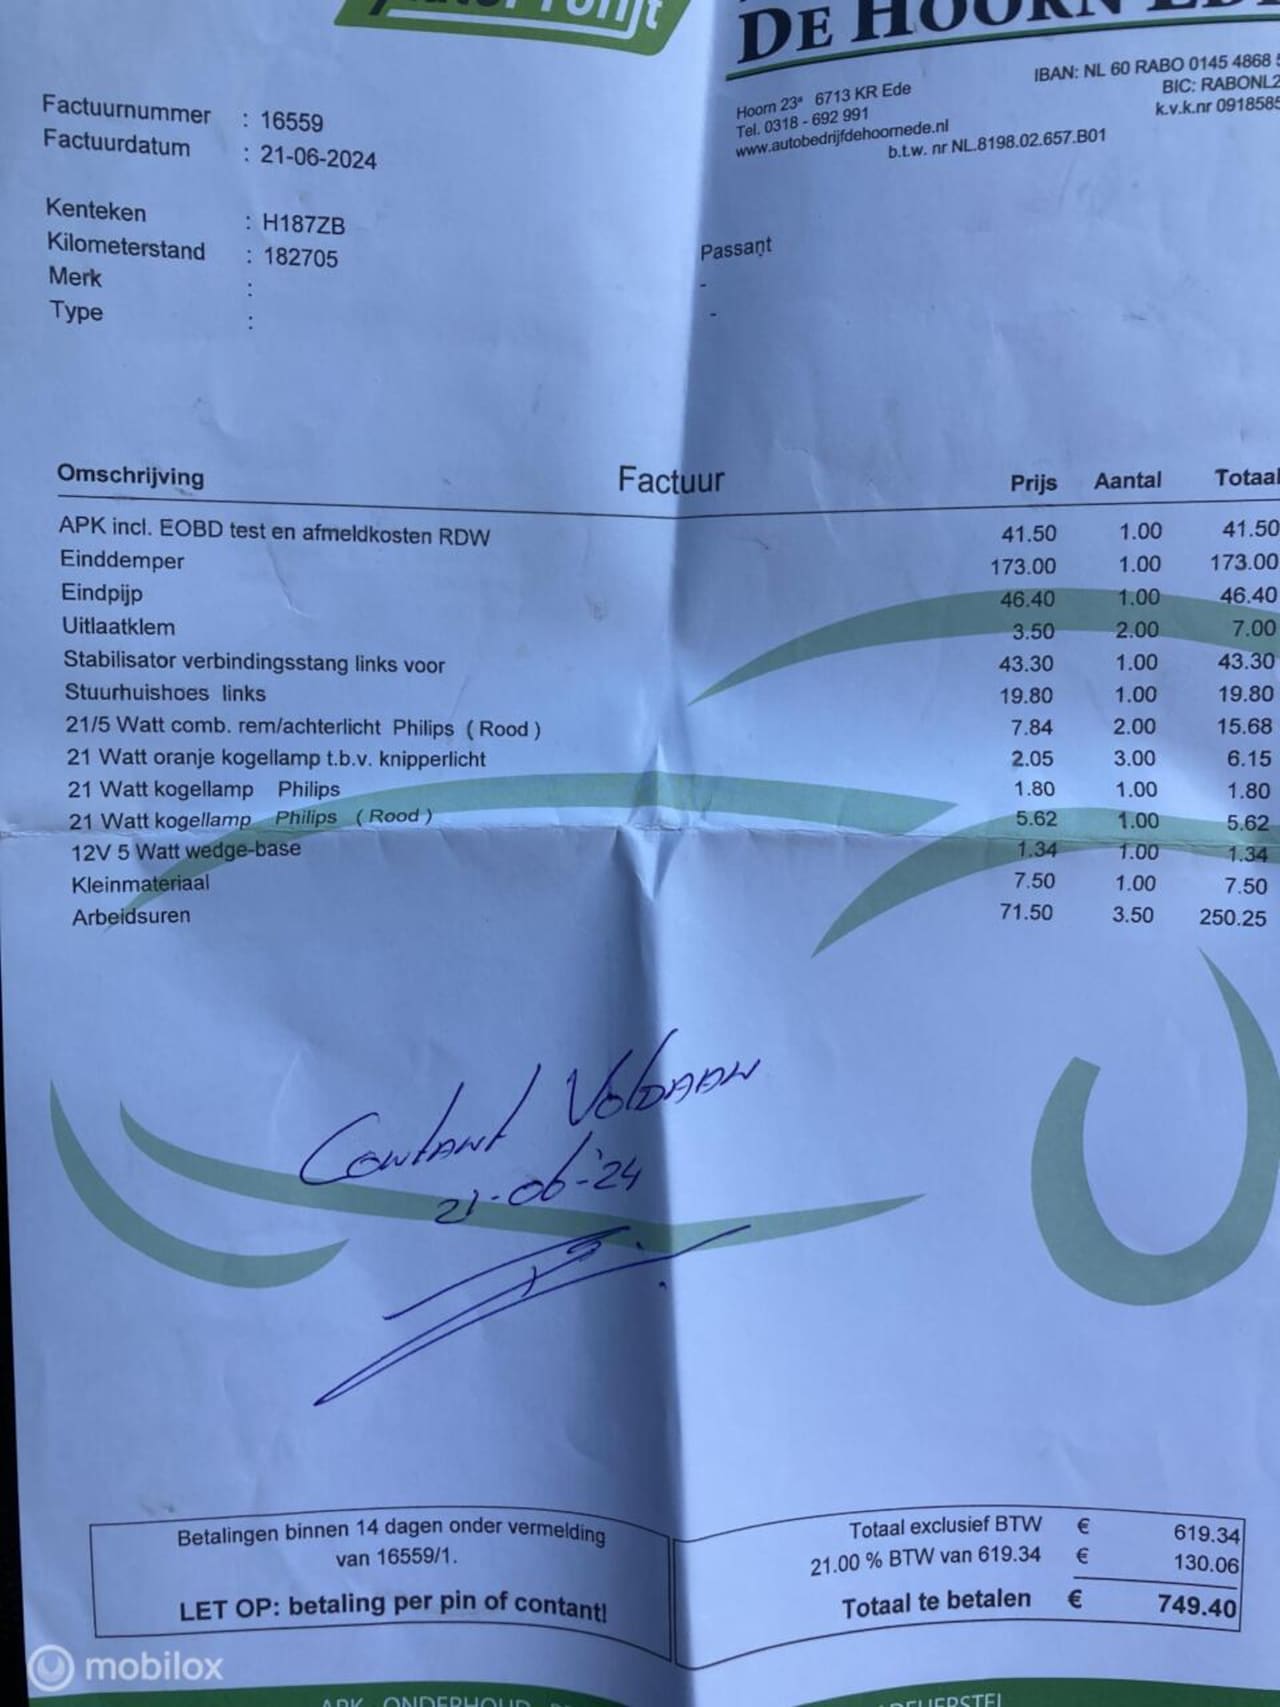 DE HOORN EDE
IBAN: NL 60 RABO 0145 4868
BIC: RABONL2
k.v.k.nr 0918585
Hoorn 23ª 6713 KR Ede
Tel. 0318 - 692 991
www.autobedrijfdehoornede.nl
b.t.w. nr NL.8198.02.657.B01
Factuurnummer : 16559
Factuurdatum : 21-06-2024
Kenteken : H187ZB
Kilometerstand : 182705
Merk :
Type :
Passant
-
-
Omschrijving Factuur Prijs Aantal Totaal
APK incl. EOBD test en afmeldkosten RDW 41.50 1.00 41.50
Einddemper 173.00 1.00 173.00
Eindpijp 46.40 1.00 46.40
Uitlaatklem 3.50 2.00 7.00
Stabilisator verbindingsstang links voor 43.30 1.00 43.30
Stuurhuishoes links 19.80 1.00 19.80
21/5 Watt comb. rem/achterlicht Philips ( Rood ) 7.84 2.00 15.68
21 Watt oranje kogellamp t.b.v. knipperlicht 2.05 3.00 6.15
21 Watt kogellamp Philips 1.80 1.00 1.80
21 Watt kogellamp Philips ( Rood ) 5.62 1.00 5.62
12V 5 Watt wedge-base 1.34 1.00 1.34
Kleinmateriaal 7.50 1.00 7.50
Arbeidsuren 71.50 3.50 250.25
Contant Voldaan
21-06-'24
Betalingen binnen 14 dagen onder vermelding
van 16559/1.
LET OP: betaling per pin of contant!
Totaal exclusief BTW € 619.34
21.00 % BTW van 619.34 € 130.06
Totaal te betalen € 749.40
mobilox
APK ONDERHOUD